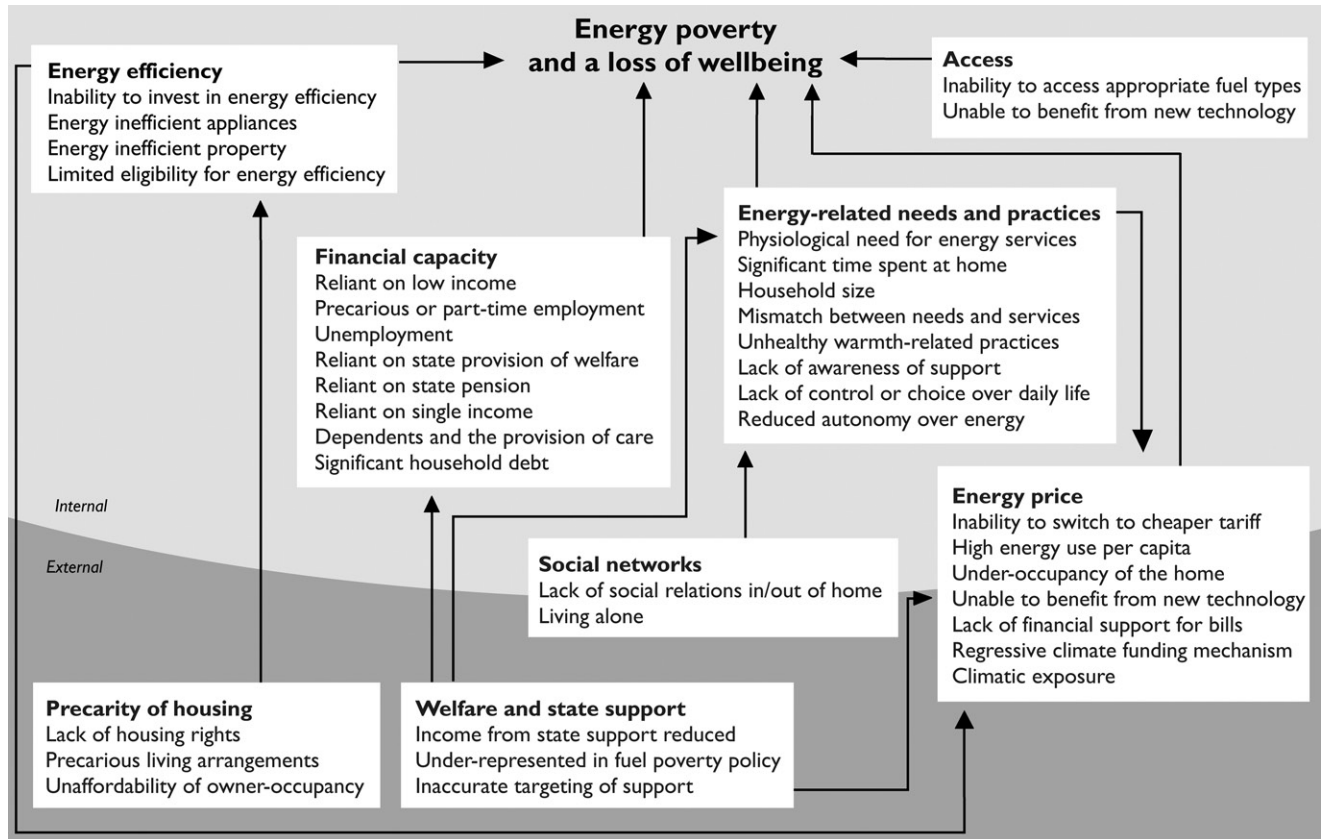 Energy poverty
and a loss of wellbeing
Energy efficiency
Inability to invest in energy efficiency
Energy inefficient appliances
Energy inefficient property
Limited eligibility for energy efficiency
Access
Inability to access appropriate fuel types
Unable to benefit from new technology
Financial capacity
Reliant on low income
Precarious or part-time employment
Unemployment
Reliant on state provision of welfare
Reliant on state pension
Reliant on single income
Dependents and the provision of care
Significant household debt
Energy-related needs and practices
Physiological need for energy services
Significant time spent at home
Household size
Mismatch between needs and services
Unhealthy warmth-related practices
Lack of awareness of support
Lack of control or choice over daily life
Reduced autonomy over energy
Internal
External
Social networks
Lack of social relations in/out of home
Living alone
Energy price
Inability to switch to cheaper tariff
High energy use per capita
Under-occupancy of the home
Unable to benefit from new technology
Lack of financial support for bills
Regressive climate funding mechanism
Climatic exposure
Precarity of housing
Lack of housing rights
Precarious living arrangements
Unaffordability of owner-occupancy
Welfare and state support
Income from state support reduced
Under-represented in fuel poverty policy
Inaccurate targeting of support